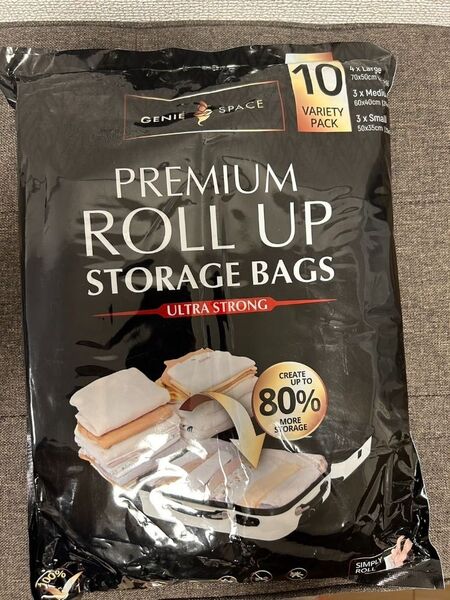 GENIE SPACE
10
VARIETY
PACK
4 x Large
70x50cm
3 x Medium
60x40cm
3 x Small
50x35cm
PREMIUM
ROLL UP
STORAGE BAGS
ULTRA STRONG
CREATE
UP TO
80%
MORE
STORAGE
100%
SIMPLY
ROLL